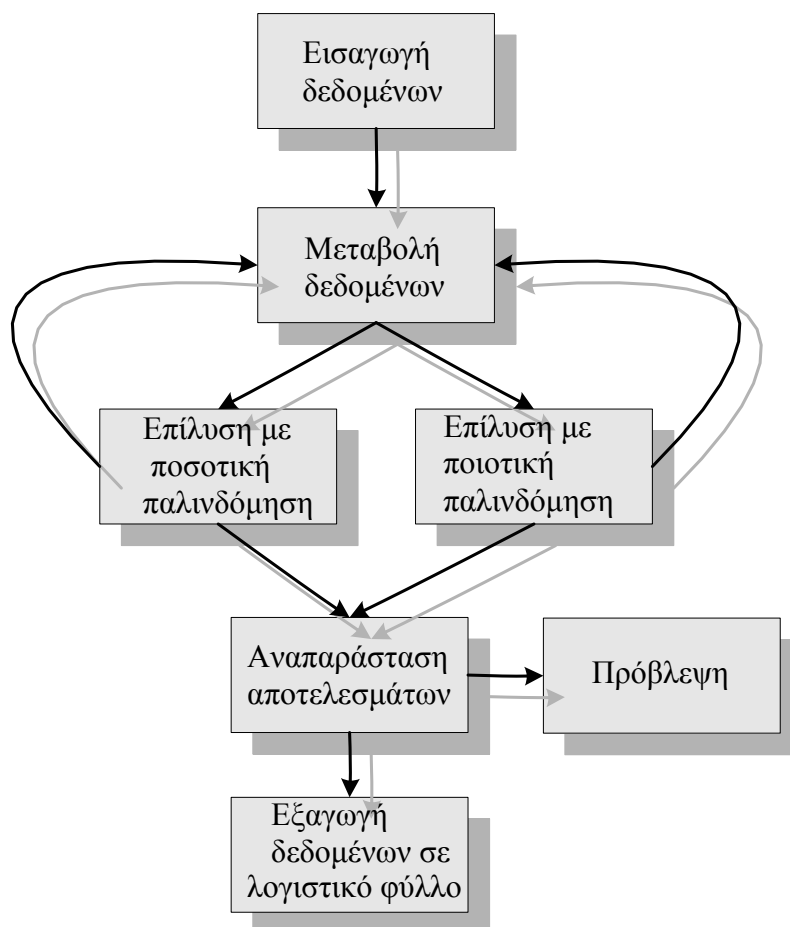 Εισαγωγή
δεδομένων
Μεταβολή
δεδομένων
Επίλυση με
ποσοτική
παλινδόμηση
Επίλυση με
ποιοτική
παλινδόμηση
Αναπαράσταση
αποτελεσμάτων
Πρόβλεψη
Εξαγωγή
δεδομένων σε
λογιστικό φύλλο